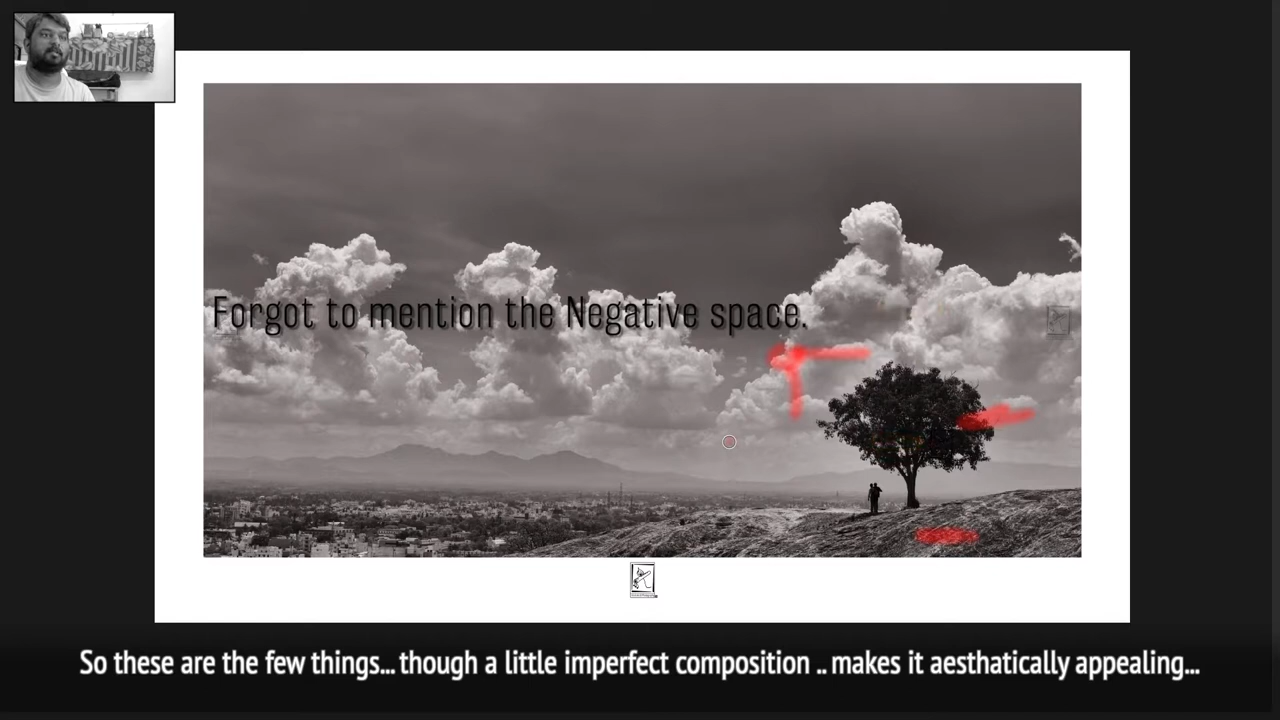 Forgot to mention the Negative space.
So these are the few things... though a little imperfect composition .. makes it aesthatically appealing...